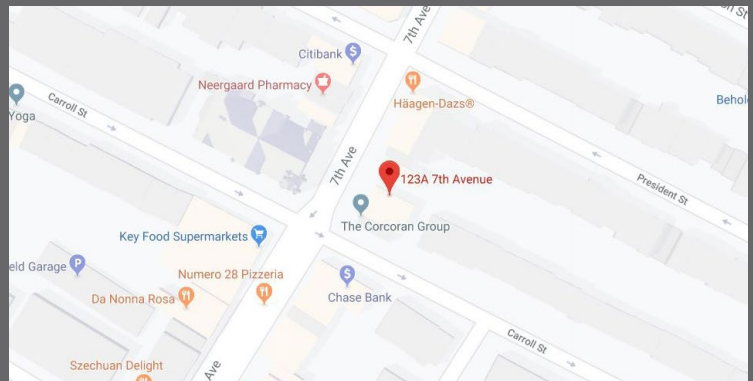 7th Ave
Citibank
Neergaard Pharmacy
Häagen-Dazs®
Carroll St
Yoga
7th Ave
123A 7th Avenue
President St
The Corcoran Group
Key Food Supermarkets
eld Garage
Numero 28 Pizzeria
Da Nonna Rosa
Chase Bank
Carroll St
Szechuan Delight
Ave
Behol
St